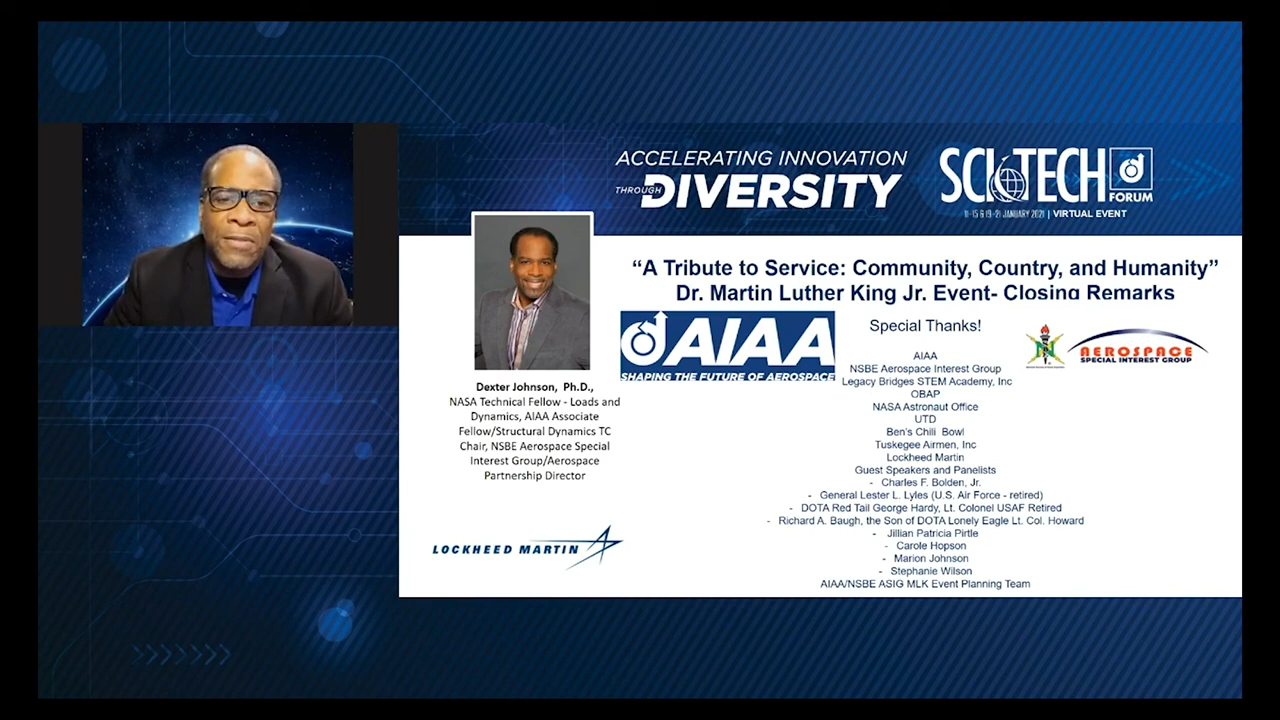 ACCELERATING INNOVATION
THROUGH DIVERSITY
SCITECH
FORUM
11–15 & 19–21 JANUARY 2021 | VIRTUAL EVENT
“A Tribute to Service: Community, Country, and Humanity”
Dr. Martin Luther King Jr. Event- Closing Remarks
AIAA
SHAPING THE FUTURE OF AEROSPACE
Special Thanks!
AEROSPACE
SPECIAL INTEREST GROUP
AIAA
NSBE Aerospace Interest Group
Legacy Bridges STEM Academy, Inc
OBAP
NASA Astronaut Office
UTD
Ben's Chili Bowl
Tuskegee Airmen, Inc
Lockheed Martin
Guest Speakers and Panelists
- Charles F. Bolden, Jr.
- General Lester L. Lyles (U.S. Air Force - retired)
- DOTA Red Tail George Hardy, Lt. Colonel USAF Retired
- Richard A. Baugh, the Son of DOTA Lonely Eagle Lt. Col. Howard
- Jillian Patricia Pirtle
- Carole Hopson
- Marion Johnson
- Stephanie Wilson
AIAA/NSBE ASIG MLK Event Planning Team
Dexter Johnson, Ph.D.,
NASA Technical Fellow - Loads and
Dynamics, AIAA Associate
Fellow/Structural Dynamics TC
Chair, NSBE Aerospace Special
Interest Group/Aerospace
Partnership Director
LOCKHEED MARTIN